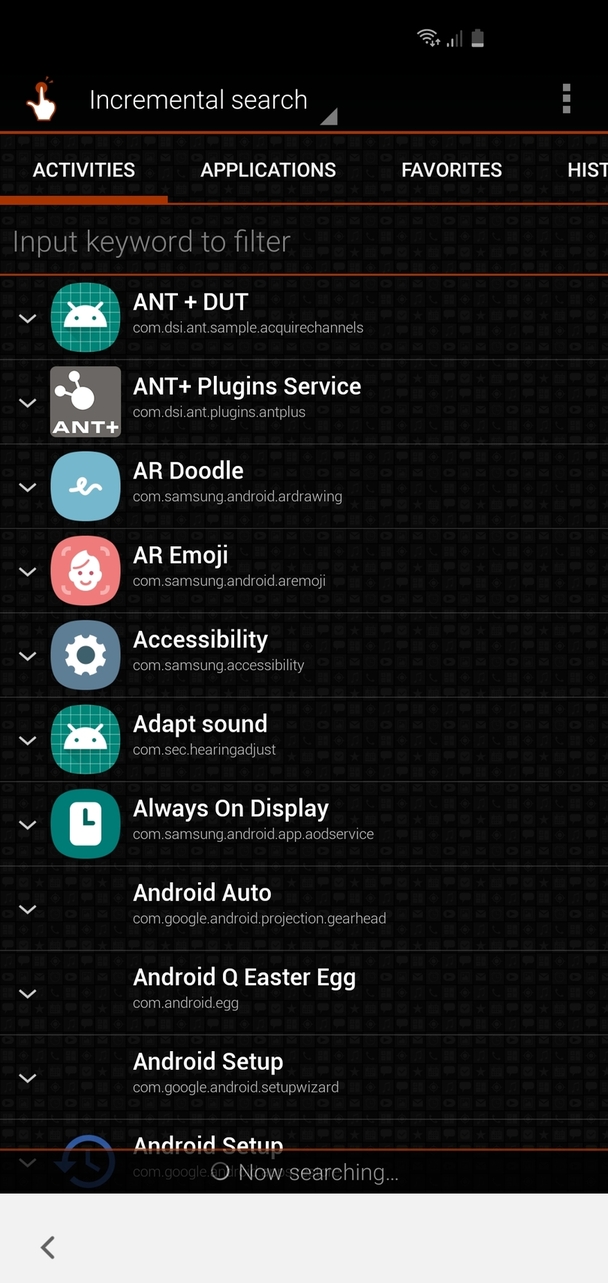 Incremental search
ACTIVITIES APPLICATIONS FAVORITES HIST
Input keyword to filter
ANT + DUT
com.dsi.ant.sample.acquirechannels
ANT+ Plugins Service
com.dsi.ant.plugins.antplus
ANT+
AR Doodle
com.samsung.android.ardrawing
AR Emoji
com.samsung.android.aremoji
Accessibility
com.samsung.accessibility
Adapt sound
com.sec.hearingadjust
Always On Display
com.samsung.android.app.aodservice
Android Auto
com.google.android.projection.gearhead
Android Q Easter Egg
com.android.egg
Android Setup
com.google.android.setupwizard
Android Setup
Now searching...